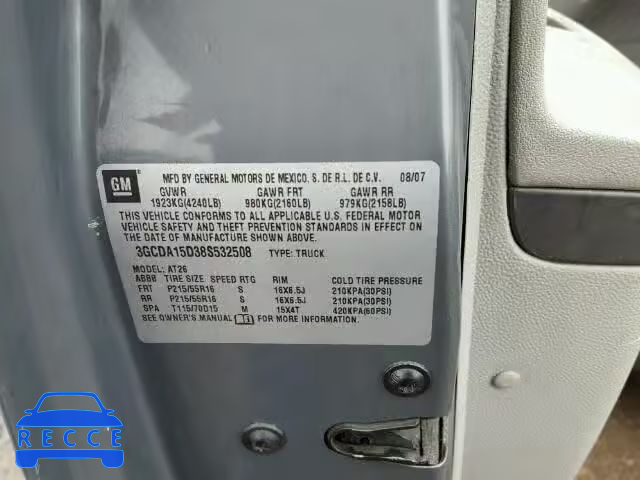 GM
MFD BY GENERAL MOTORS DE MEXICO, S. DE R.L. DE C.V. 08/07
GVWR GAWR FRT GAWR RR
1923KG(4240LB) 980KG(2160LB) 979KG(2158LB)
THIS VEHICLE CONFORMS TO ALL APPLICABLE U.S. FEDERAL MOTOR
VEHICLE SAFETY AND THEFT PREVENTION STANDARDS IN EFFECT ON THE
DATE OF MANUFACTURE SHOWN ABOVE.
3GCDA15D38S532508 TYPE: TRUCK
MODEL: AT26
ABBB TIRE SIZE SPEED RTG RIM COLD TIRE PRESSURE
FRT P215/55R16 S 16X6.5J 210KPA(30PSI)
RR P215/55R16 S 16X6.5J 210KPA(30PSI)
SPA T115/70D15 M 15X4T 420KPA(60PSI)
SEE OWNER'S MANUAL FOR MORE INFORMATION.
RECCE